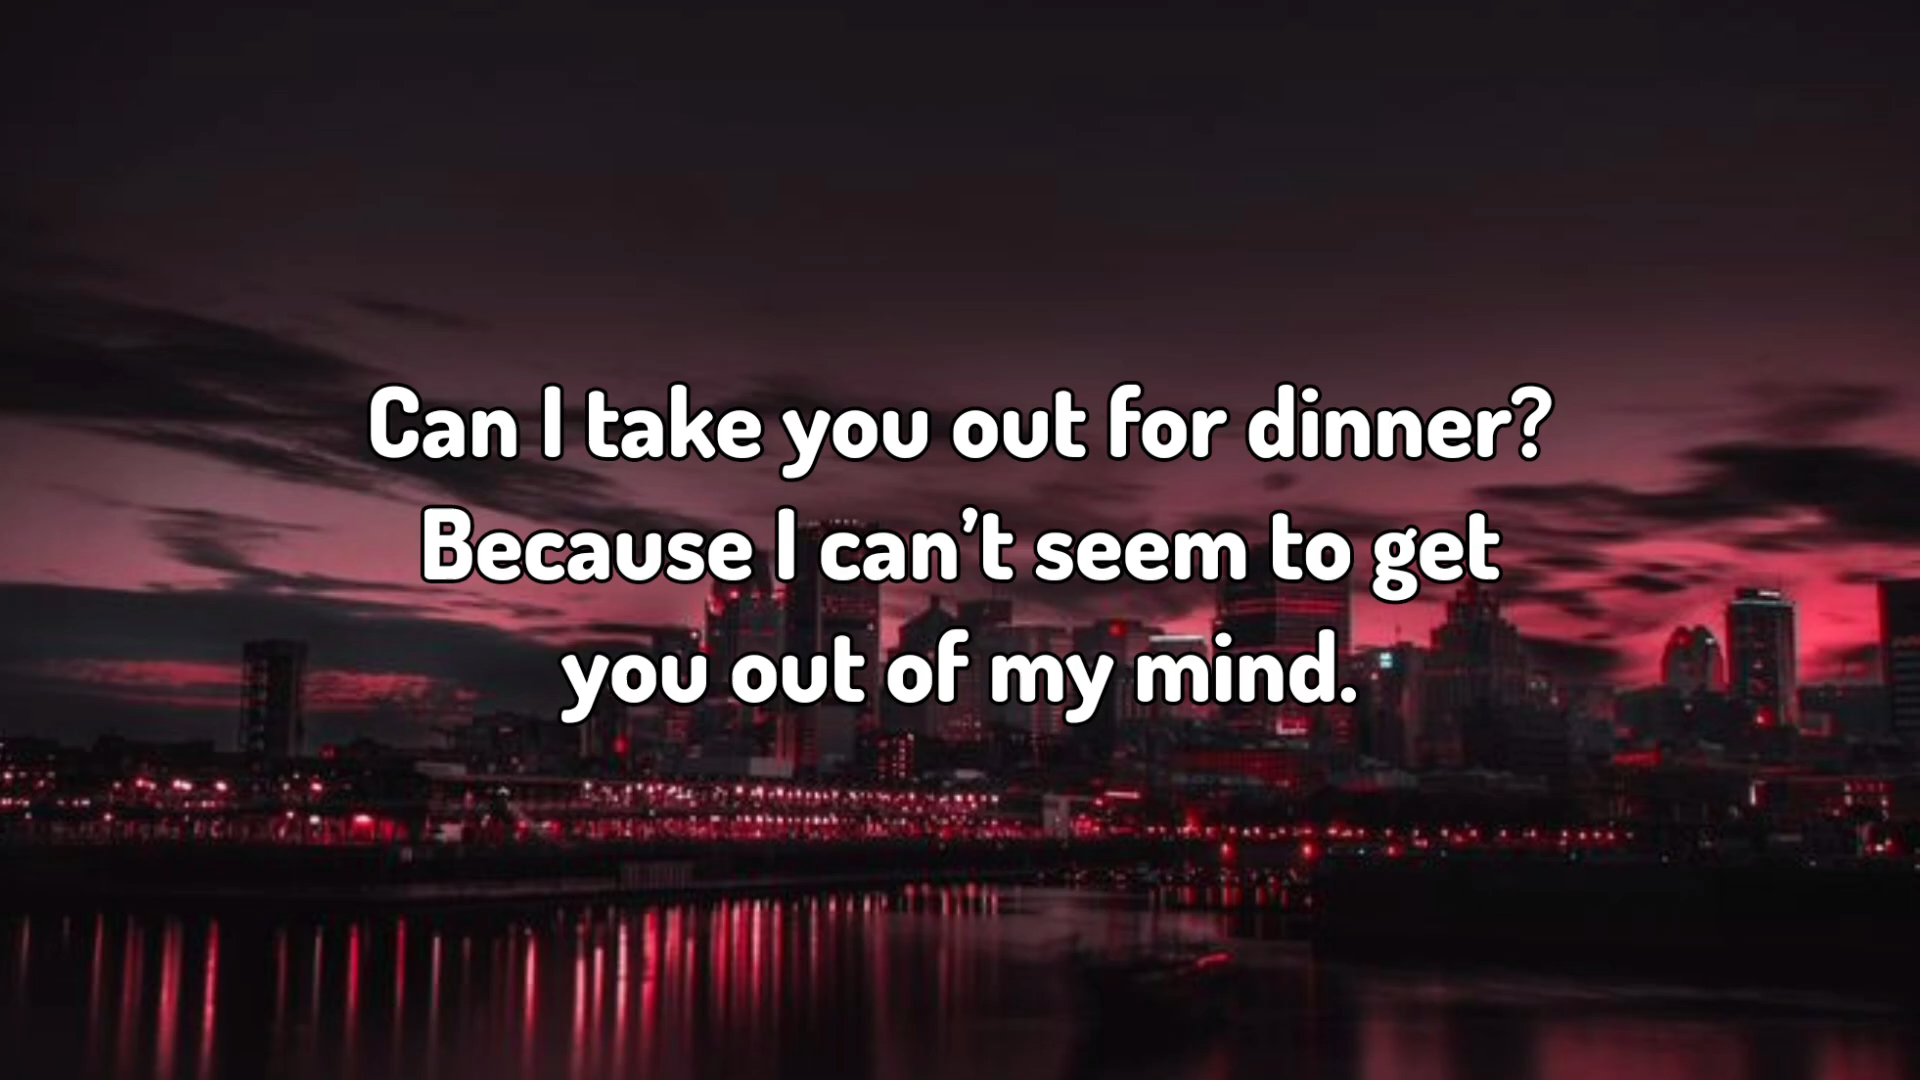 Can I take you out for dinner?
Because I can’t seem to get
you out of my mind.